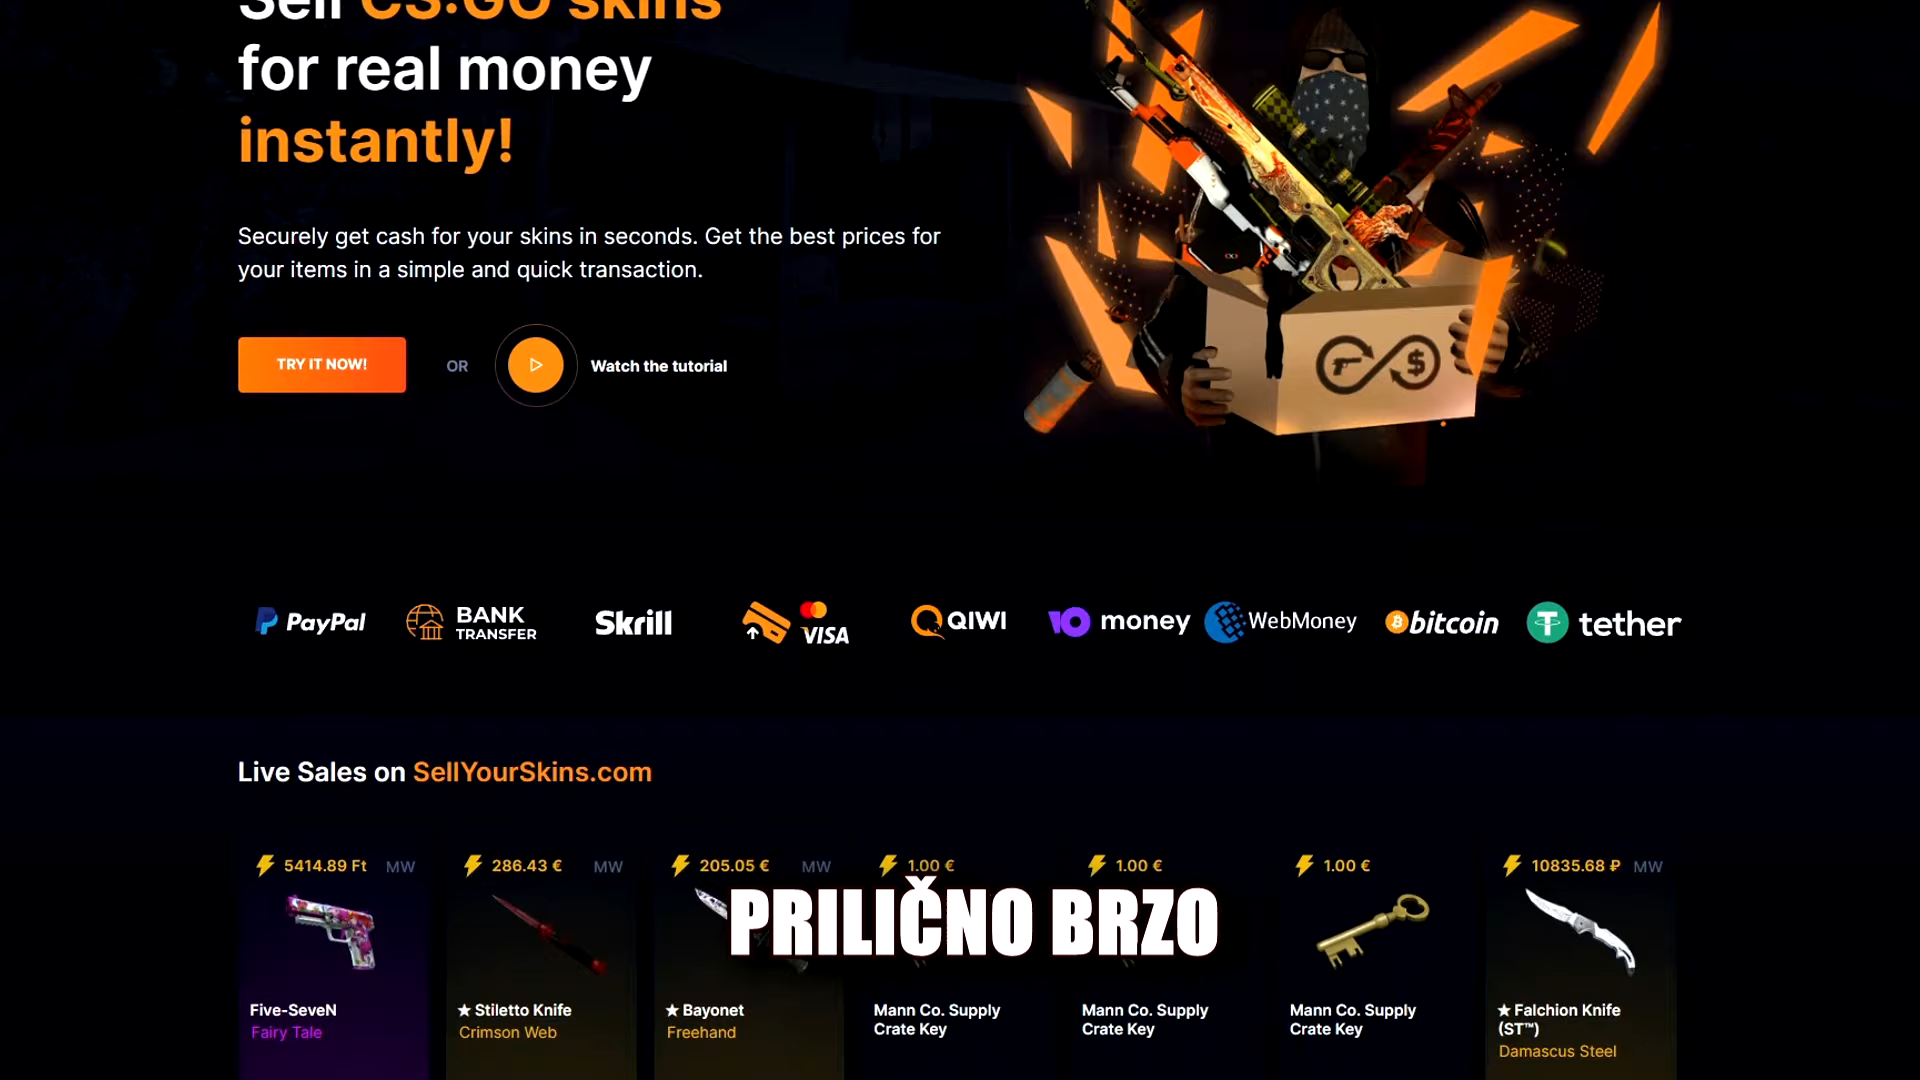 Sell CS:GO skins
for real money
instantly!
Securely get cash for your skins in seconds. Get the best prices for
your items in a simple and quick transaction.
TRY IT NOW!
OR
Watch the tutorial
PayPal
BANK
TRANSFER
Skrill
VISA
QIWI
money
WebMoney
bitcoin
tether
Live Sales on SellYourSkins.com
5414.89 Ft MW
286.43 € MW
205.05 € MW
1.00 €
1.00 €
1.00 €
10835.68 ₽ MW
PRILIČNO BRZO
Five-SeveN
Fairy Tale
★ Stiletto Knife
Crimson Web
★ Bayonet
Freehand
Mann Co. Supply
Crate Key
Mann Co. Supply
Crate Key
Mann Co. Supply
Crate Key
★ Falchion Knife
(ST™)
Damascus Steel